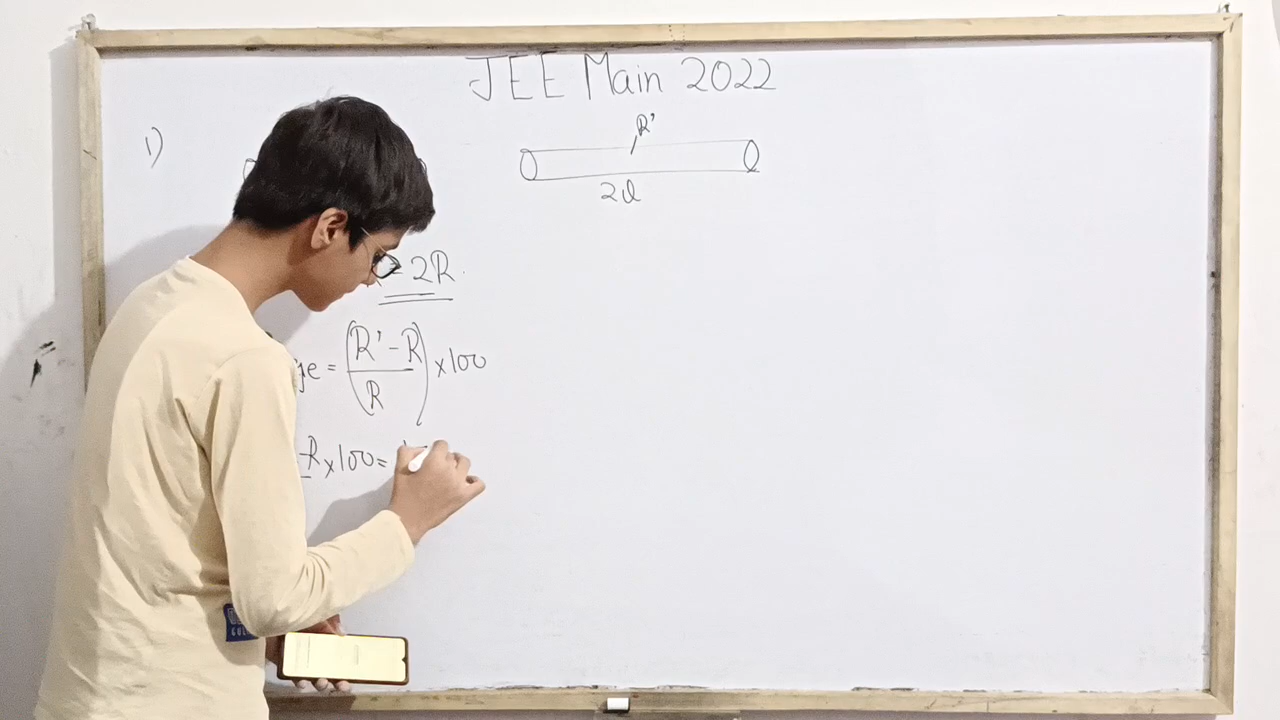 JEE Main 2022
1)
R'
2l
= 2R
= (R' - R / R) x 100
R x 100 =